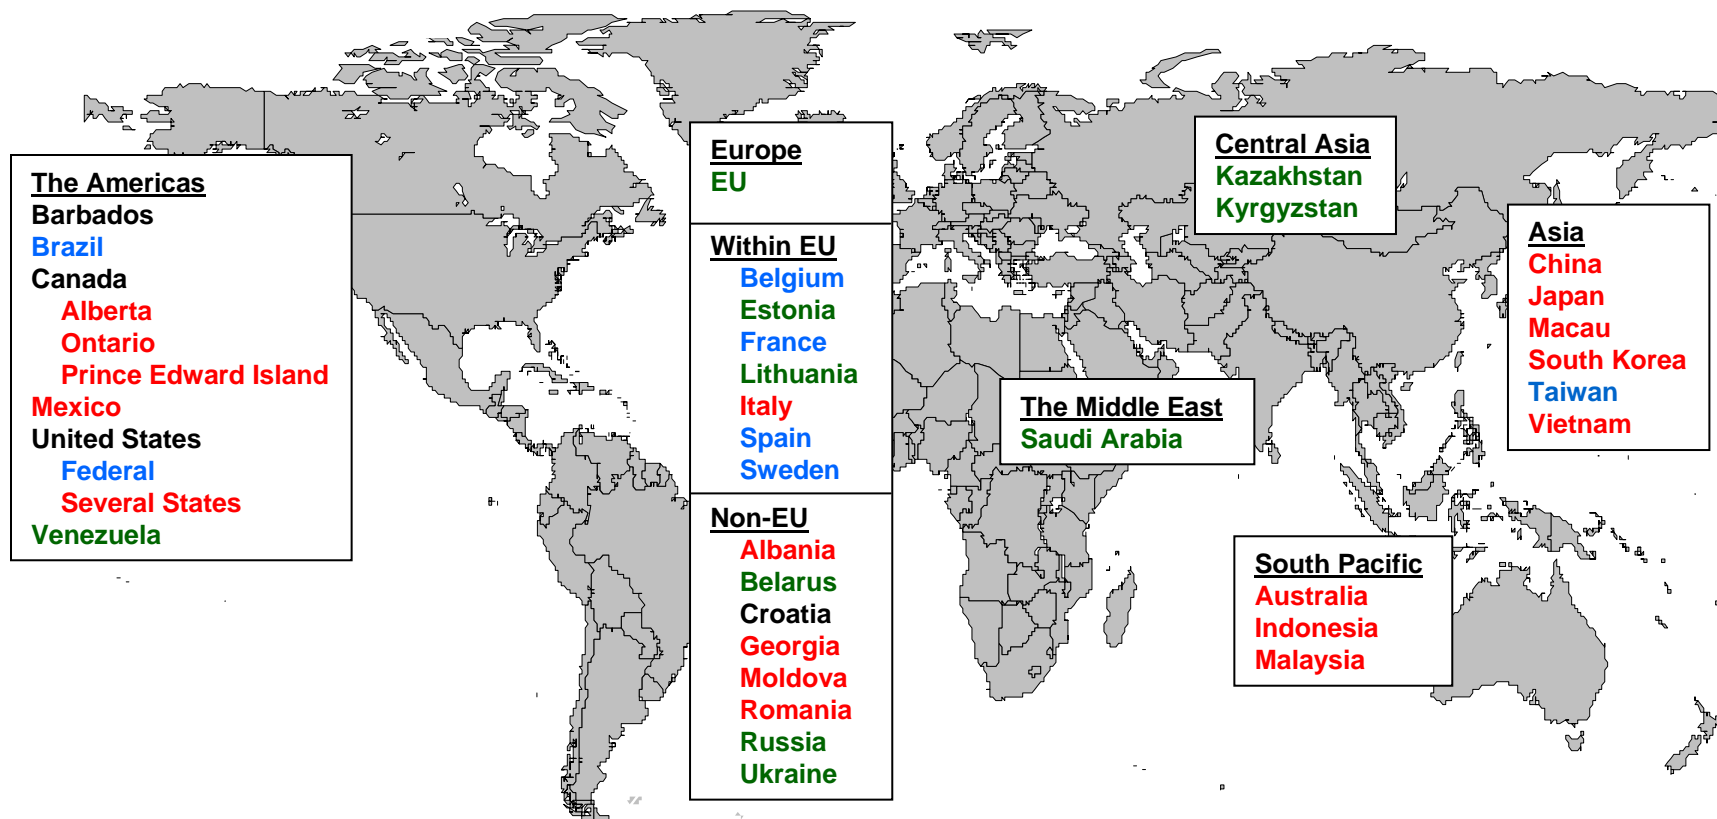 The Americas
Barbados
Brazil
Canada
Alberta
Ontario
Prince Edward Island
Mexico
United States
Federal
Several States
Venezuela
Europe
EU
Within EU
Belgium
Estonia
France
Lithuania
Italy
Spain
Sweden
Non-EU
Albania
Belarus
Croatia
Georgia
Moldova
Romania
Russia
Ukraine
Central Asia
Kazakhstan
Kyrgyzstan
The Middle East
Saudi Arabia
Asia
China
Japan
Macau
South Korea
Taiwan
Vietnam
South Pacific
Australia
Indonesia
Malaysia